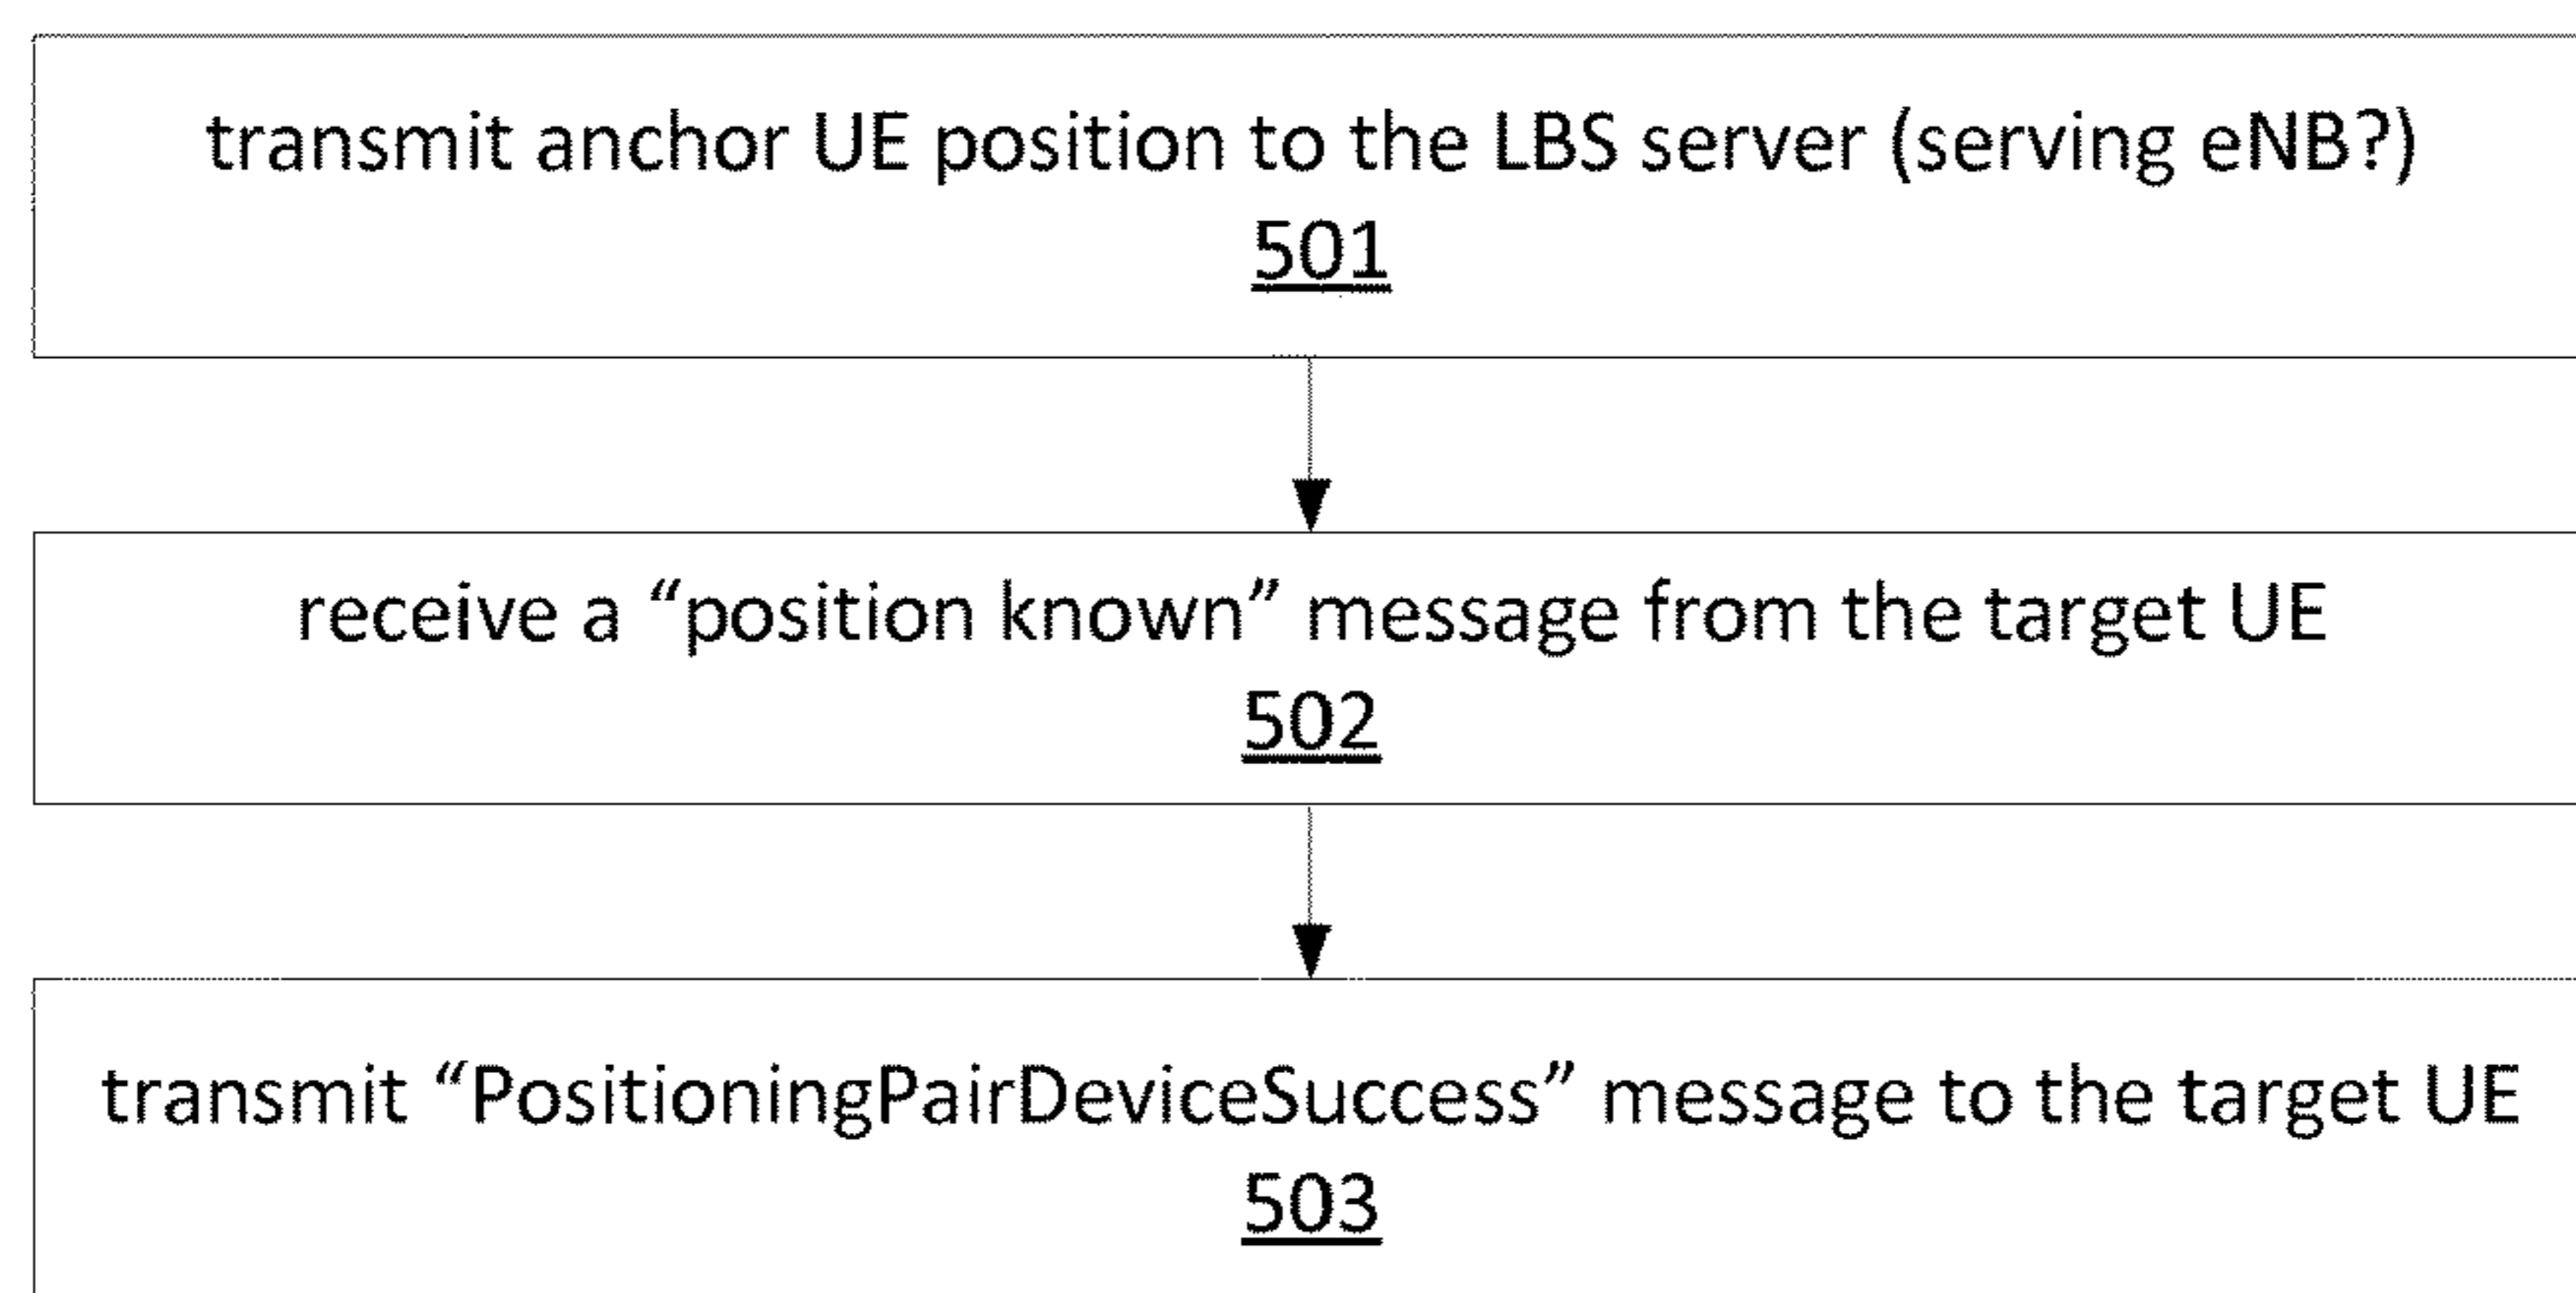 transmit anchor UE position to the LBS server (serving eNB?)
501
receive a “position known” message from the target UE
502
transmit “PositioningPairDeviceSuccess” message to the target UE
503